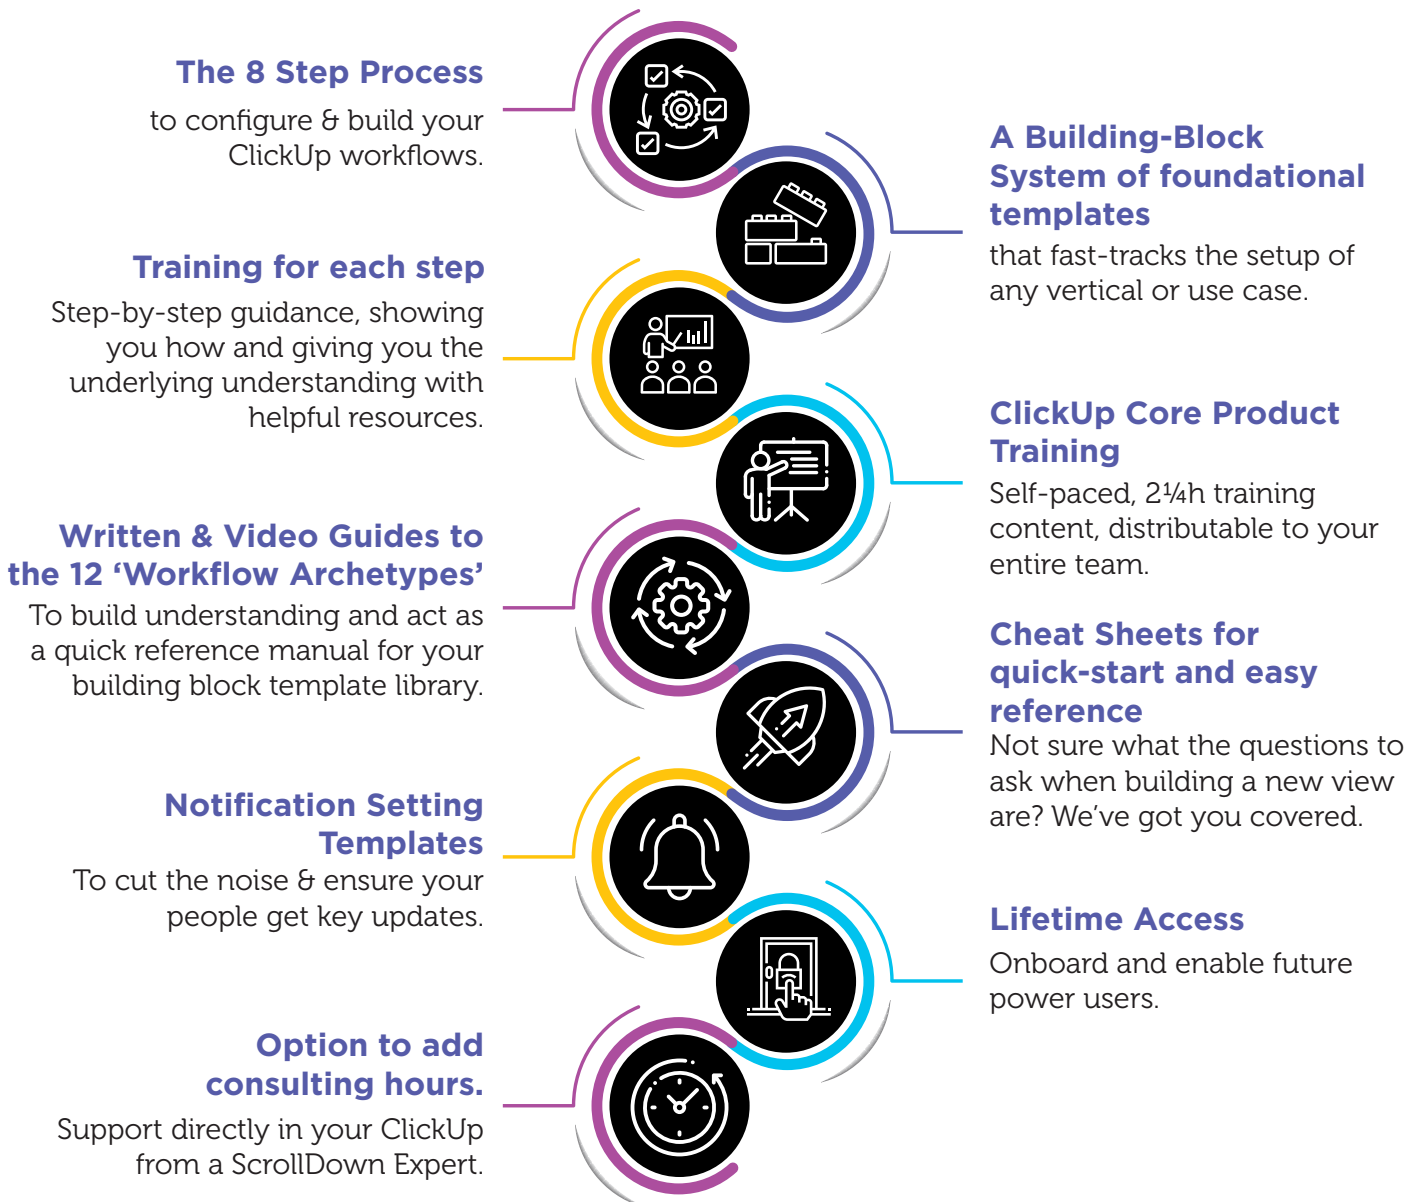 The 8 Step Process
to configure & build your
ClickUp workflows.
A Building-Block
System of foundational
templates
that fast-tracks the setup of
any vertical or use case.
Training for each step
Step-by-step guidance, showing
you how and giving you the
underlying understanding with
helpful resources.
ClickUp Core Product
Training
Self-paced, 2¼h training
content, distributable to your
entire team.
Written & Video Guides to
the 12 ‘Workflow Archetypes’
To build understanding and act as
a quick reference manual for your
building block template library.
Cheat Sheets for
quick-start and easy
reference
Not sure what the questions to
ask when building a new view
are? We’ve got you covered.
Notification Setting
Templates
To cut the noise & ensure your
people get key updates.
Lifetime Access
Onboard and enable future
power users.
Option to add
consulting hours.
Support directly in your ClickUp
from a ScrollDown Expert.